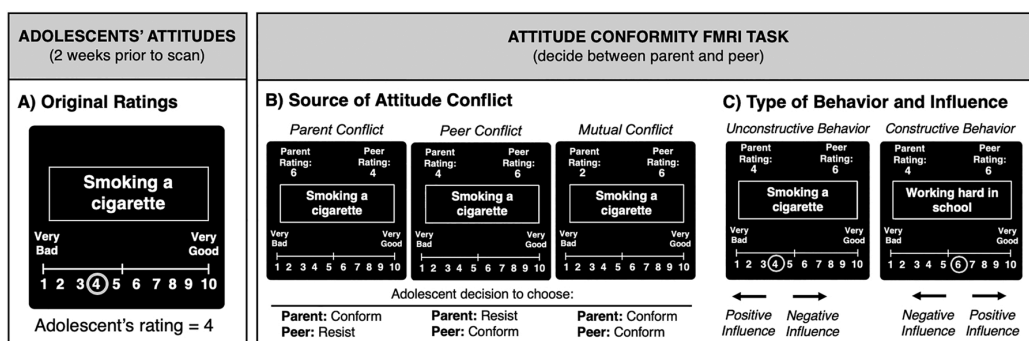 ADOLESCENTS' ATTITUDES
(2 weeks prior to scan)
A) Original Ratings
Smoking a
cigarette
Very
Bad
Very
Good
1 2 3 4 5 6 7 8 9 10
Adolescent's rating = 4
ATTITUDE CONFORMITY FMRI TASK
(decide between parent and peer)
B) Source of Attitude Conflict
Parent Conflict
Parent
Rating:
6
Peer
Rating:
4
Smoking a
cigarette
Very
Bad
Very
Good
1 2 3 4 5 6 7 8 9 10
Peer Conflict
Parent
Rating:
4
Peer
Rating:
6
Smoking a
cigarette
Very
Bad
Very
Good
1 2 3 4 5 6 7 8 9 10
Mutual Conflict
Parent
Rating:
2
Peer
Rating:
6
Smoking a
cigarette
Very
Bad
Very
Good
1 2 3 4 5 6 7 8 9 10
Adolescent decision to choose:
Parent: Conform
Peer: Resist
Parent: Resist
Peer: Conform
Parent: Conform
Peer: Conform
C) Type of Behavior and Influence
Unconstructive Behavior
Parent
Rating:
4
Peer
Rating:
6
Smoking a
cigarette
Very
Bad
Very
Good
1 2 3 4 5 6 7 8 9 10
Positive
Influence
Negative
Influence
Constructive Behavior
Parent
Rating:
4
Peer
Rating:
6
Working hard in
school
Very
Bad
Very
Good
1 2 3 4 5 6 7 8 9 10
Negative
Influence
Positive
Influence